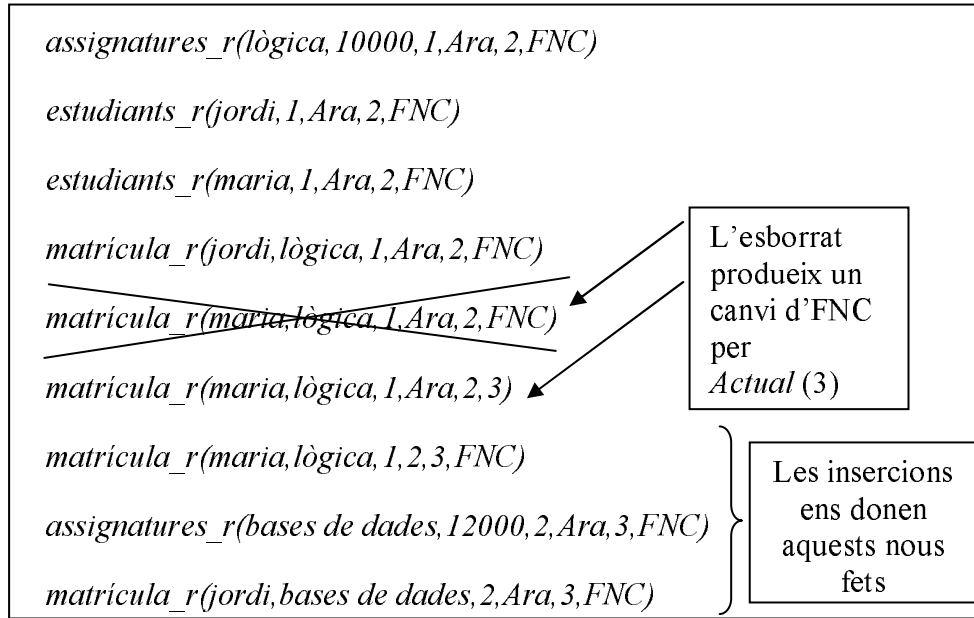 assignatures_r(lògica,10000,1,Ara,2,FNC)
estudiants_r(jordi,1,Ara,2,FNC)
estudiants_r(maria,1,Ara,2,FNC)
matrícula_r(jordi,lògica,1,Ara,2,FNC)
matrícula_r(maria,lògica,1,Ara,2,FNC)
matrícula_r(maria,lògica,1,Ara,2,3)
matrícula_r(maria,lògica,1,2,3,FNC)
assignatures_r(bases de dades,12000,2,Ara,3,FNC)
matrícula_r(jordi,bases de dades,2,Ara,3,FNC)
L'esborrat
produeix un
canvi d'FNC
per
Actual (3)
Les insercions
ens donen
aquests nous
fets